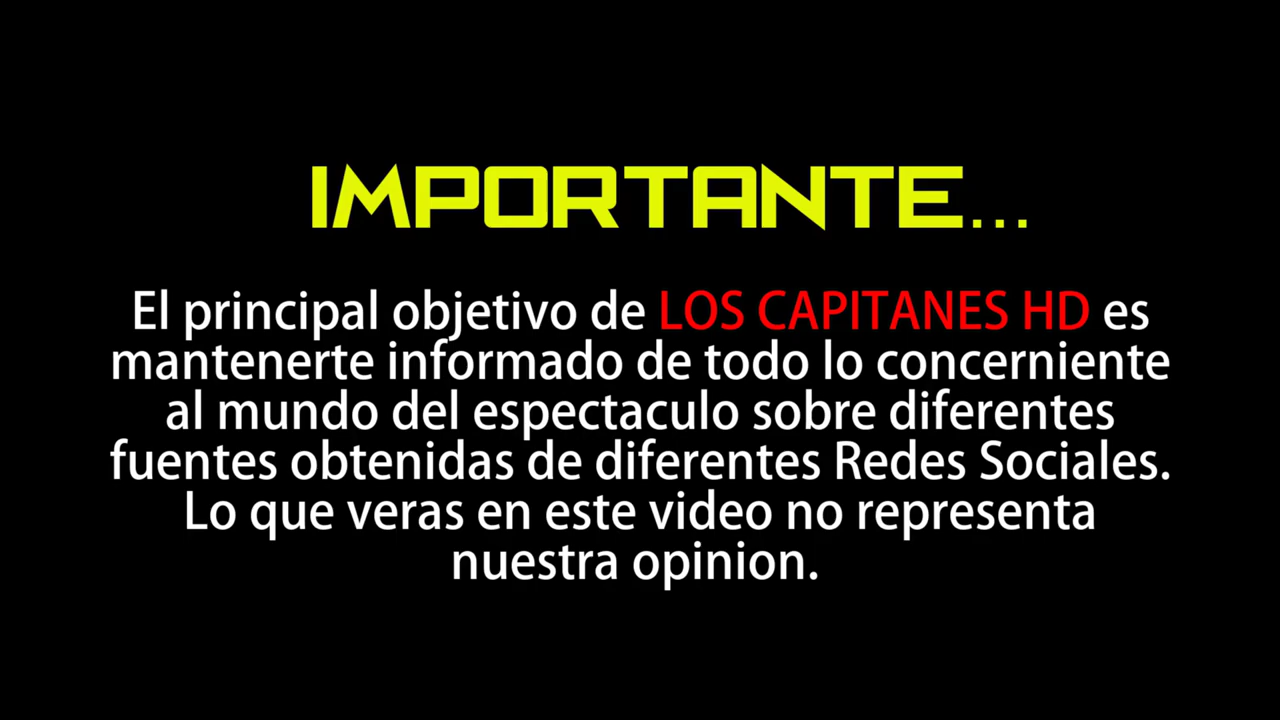 IMPORTANTE...
El principal objetivo de LOS CAPITANES HD es
mantenerte informado de todo lo concerniente
al mundo del espectaculo sobre diferentes
fuentes obtenidas de diferentes Redes Sociales.
Lo que veras en este video no representa
nuestra opinion.